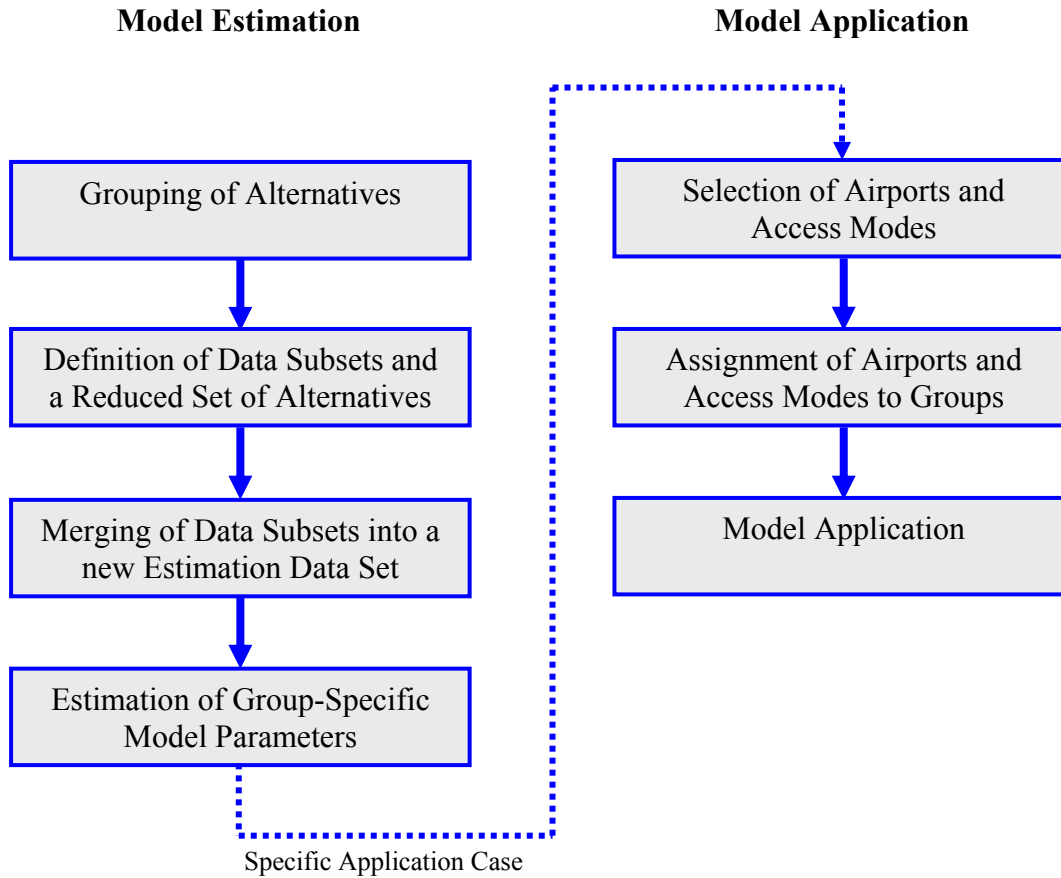 Model Estimation
Grouping of Alternatives
Definition of Data Subsets and
a Reduced Set of Alternatives
Merging of Data Subsets into a
new Estimation Data Set
Estimation of Group-Specific
Model Parameters
Specific Application Case
Model Application
Selection of Airports and
Access Modes
Assignment of Airports and
Access Modes to Groups
Model Application